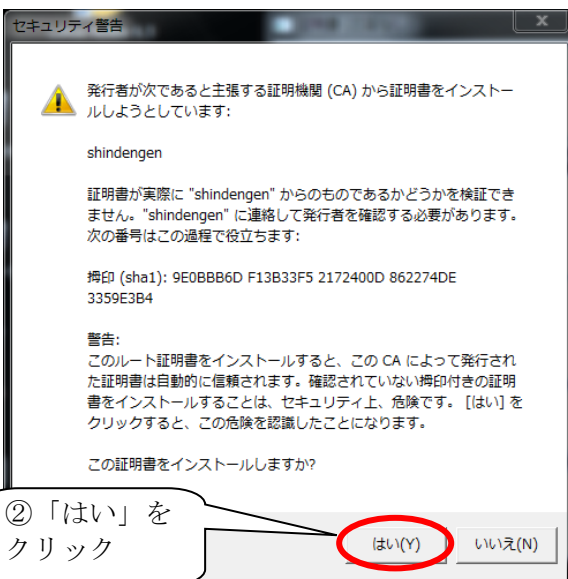 セキュリティ警告
発行者が次であると主張する証明機関 (CA) から証明書をインストー
ルしようとしています:
shindengen
証明書が実際に "shindengen" からのものであるかどうかを検証でき
ません。"shindengen" に連絡して発行者を確認する必要があります。
次の番号はこの過程で役立ちます:
拇印 (sha1): 9E0BBB6D F13B33F5 2172400D 862274DE
3359E3B4
警告:
このルート証明書をインストールすると、この CA によって発行され
た証明書は自動的に信頼されます。確認されていない拇印付きの証明
書をインストールすることは、セキュリティ上、危険です。 [はい] を
クリックすると、この危険を認識したことになります。
この証明書をインストールしますか?
②「はい」を
クリック
はい(Y)
いいえ(N)